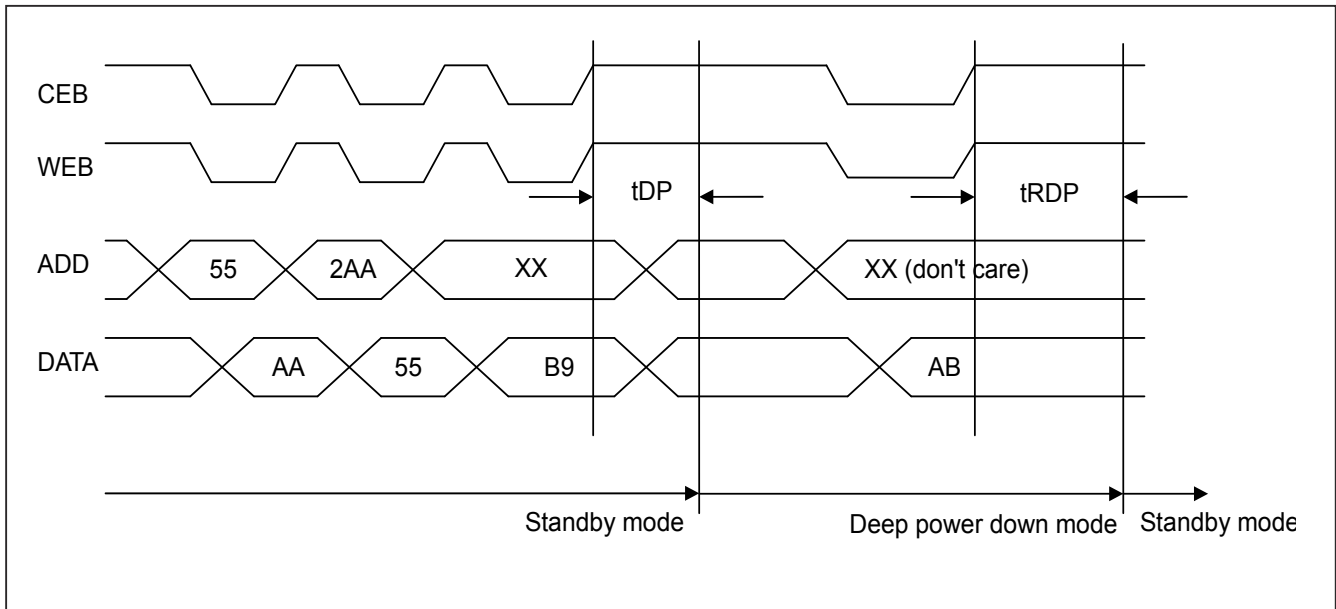 CEB
WEB
tDP
tRDP
ADD
55
2AA
XX
XX (don't care)
DATA
AA
55
B9
AB
Standby mode
Deep power down mode
Standby mode